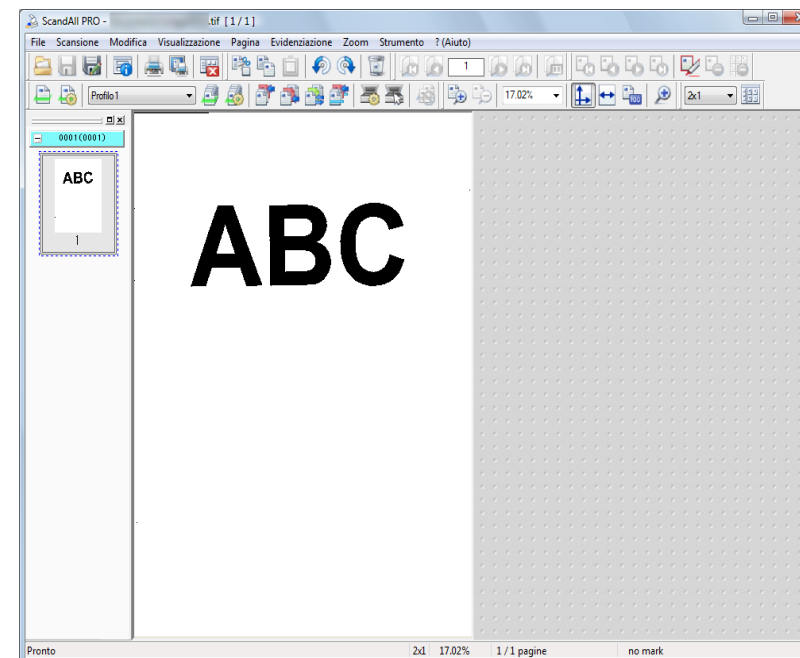 ScandAll PRO - .tif [ 1 / 1 ]
File Scansione Modifica Visualizzazione Pagina Evidenziazione Zoom Strumento ? (Aiuto)
1
Profilo1 17.02% 100 2x1
0001(0001)
ABC
1
ABC
Pronto 2x1 17.02% 1 / 1 pagine no mark